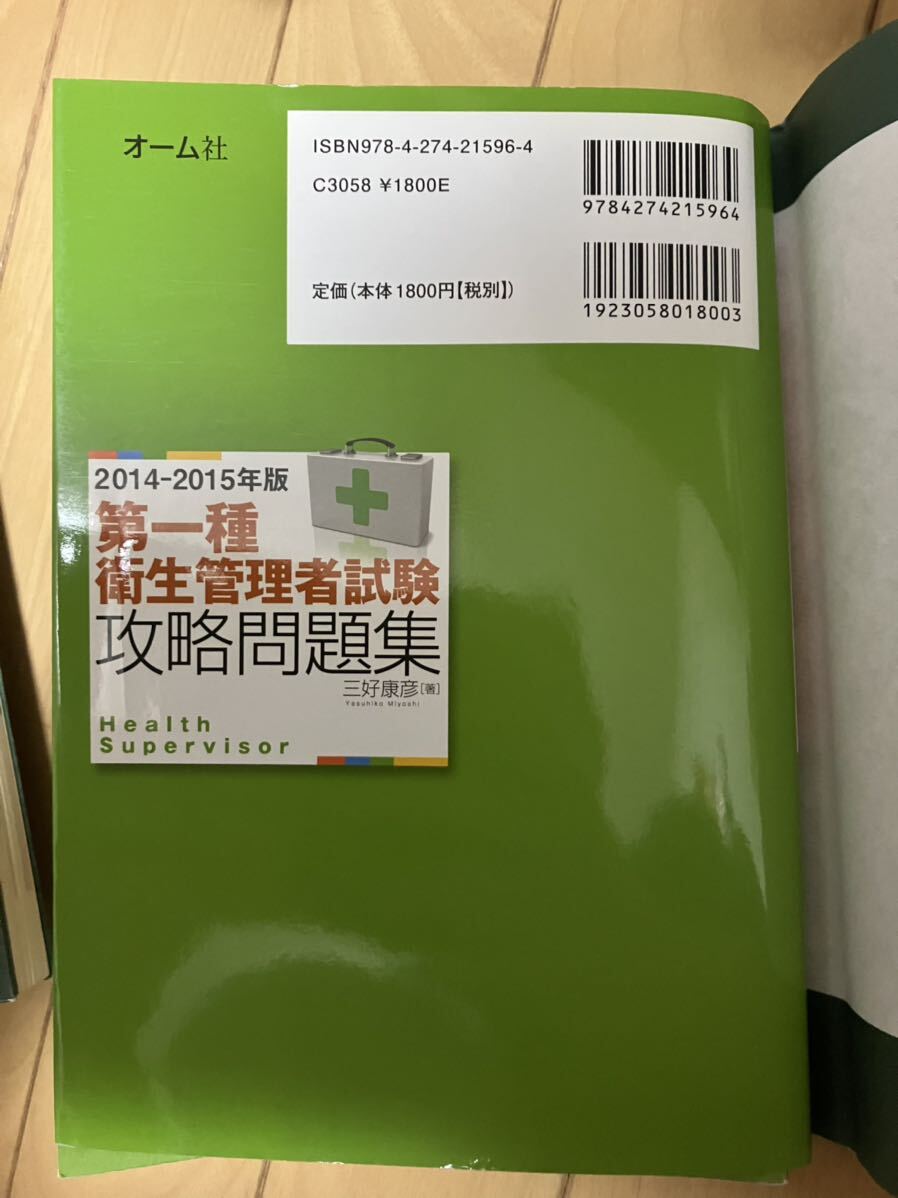 オーム社
ISBN978-4-274-21596-4
C3058 ¥1800E
定価(本体1800円【税別】)
9784274215964
1923058018003
2014-2015年版
第一種
衛生管理者試験
攻略問題集
三好康彦[著]
Yasuhiko Miyoshi
Health
Supervisor